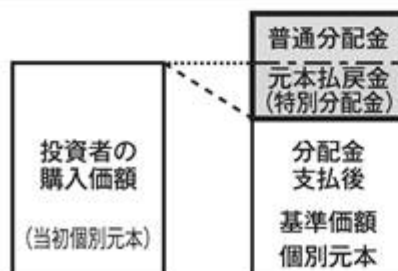 普通分配金
元本払戻金
(特別分配金)
投資者の
購入価額
(当初個別元本)
分配金
支払後
基準価額
個別元本